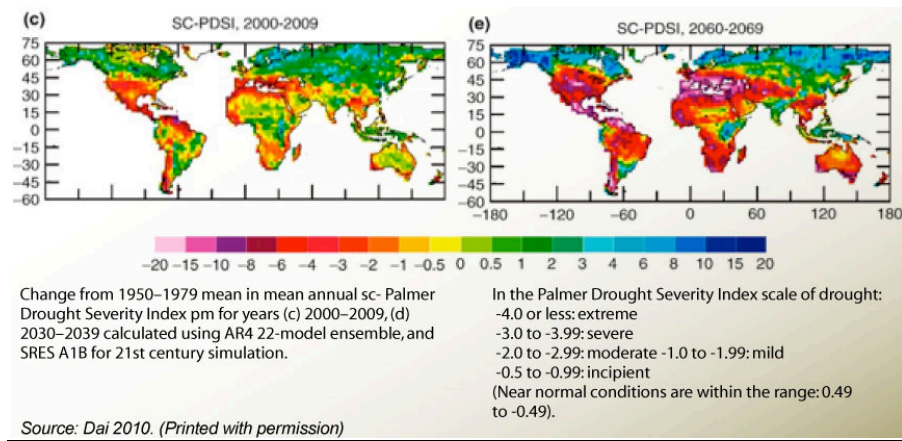 (c)
SC-PDSI, 2000-2009
75
60
45
30
15
0
−15
−30
−45
−60
(e)
SC-PDSI, 2060-2069
75
60
45
30
15
0
−15
−30
−45
−60
−180 −120 −60 0 60 120 180
−20 −15 −10 −8 −6 −4 −3 −2 −1 −0.5 0 0.5 1 2 3 4 6 8 10 15 20
Change from 1950–1979 mean in mean annual sc- Palmer
Drought Severity Index pm for years (c) 2000–2009, (d)
2030–2039 calculated using AR4 22-model ensemble, and
SRES A1B for 21st century simulation.
In the Palmer Drought Severity Index scale of drought:
-4.0 or less: extreme
-3.0 to -3.99: severe
-2.0 to -2.99: moderate -1.0 to -1.99: mild
-0.5 to -0.99: incipient
(Near normal conditions are within the range: 0.49
to -0.49).
Source: Dai 2010. (Printed with permission)